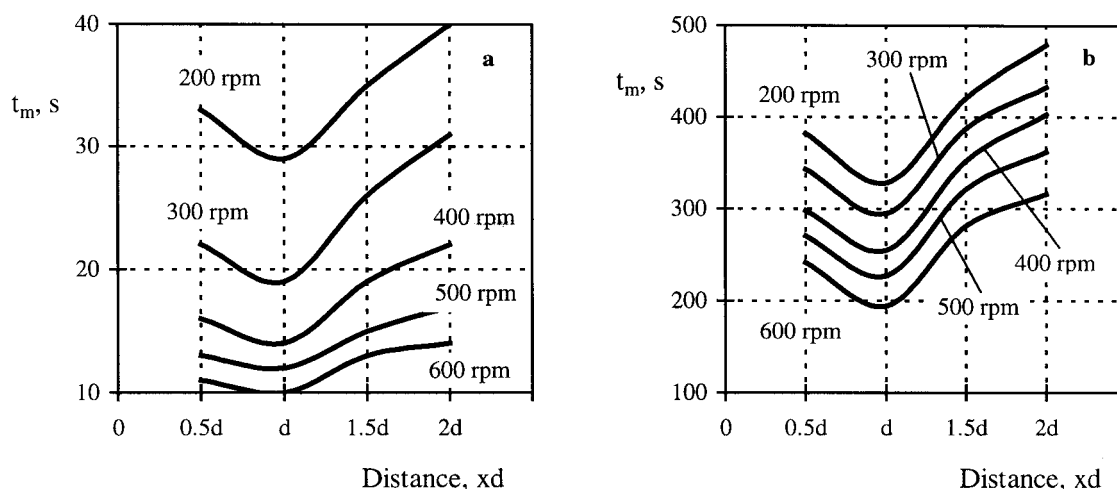 40
a
200 rpm
t_m, s
30
300 rpm
400 rpm
20
500 rpm
600 rpm
10
0 0.5d d 1.5d 2d
Distance, xd
500
b
300 rpm
200 rpm
t_m, s
400
300
400 rpm
500 rpm
200
600 rpm
100
0 0.5d d 1.5d 2d
Distance, xd